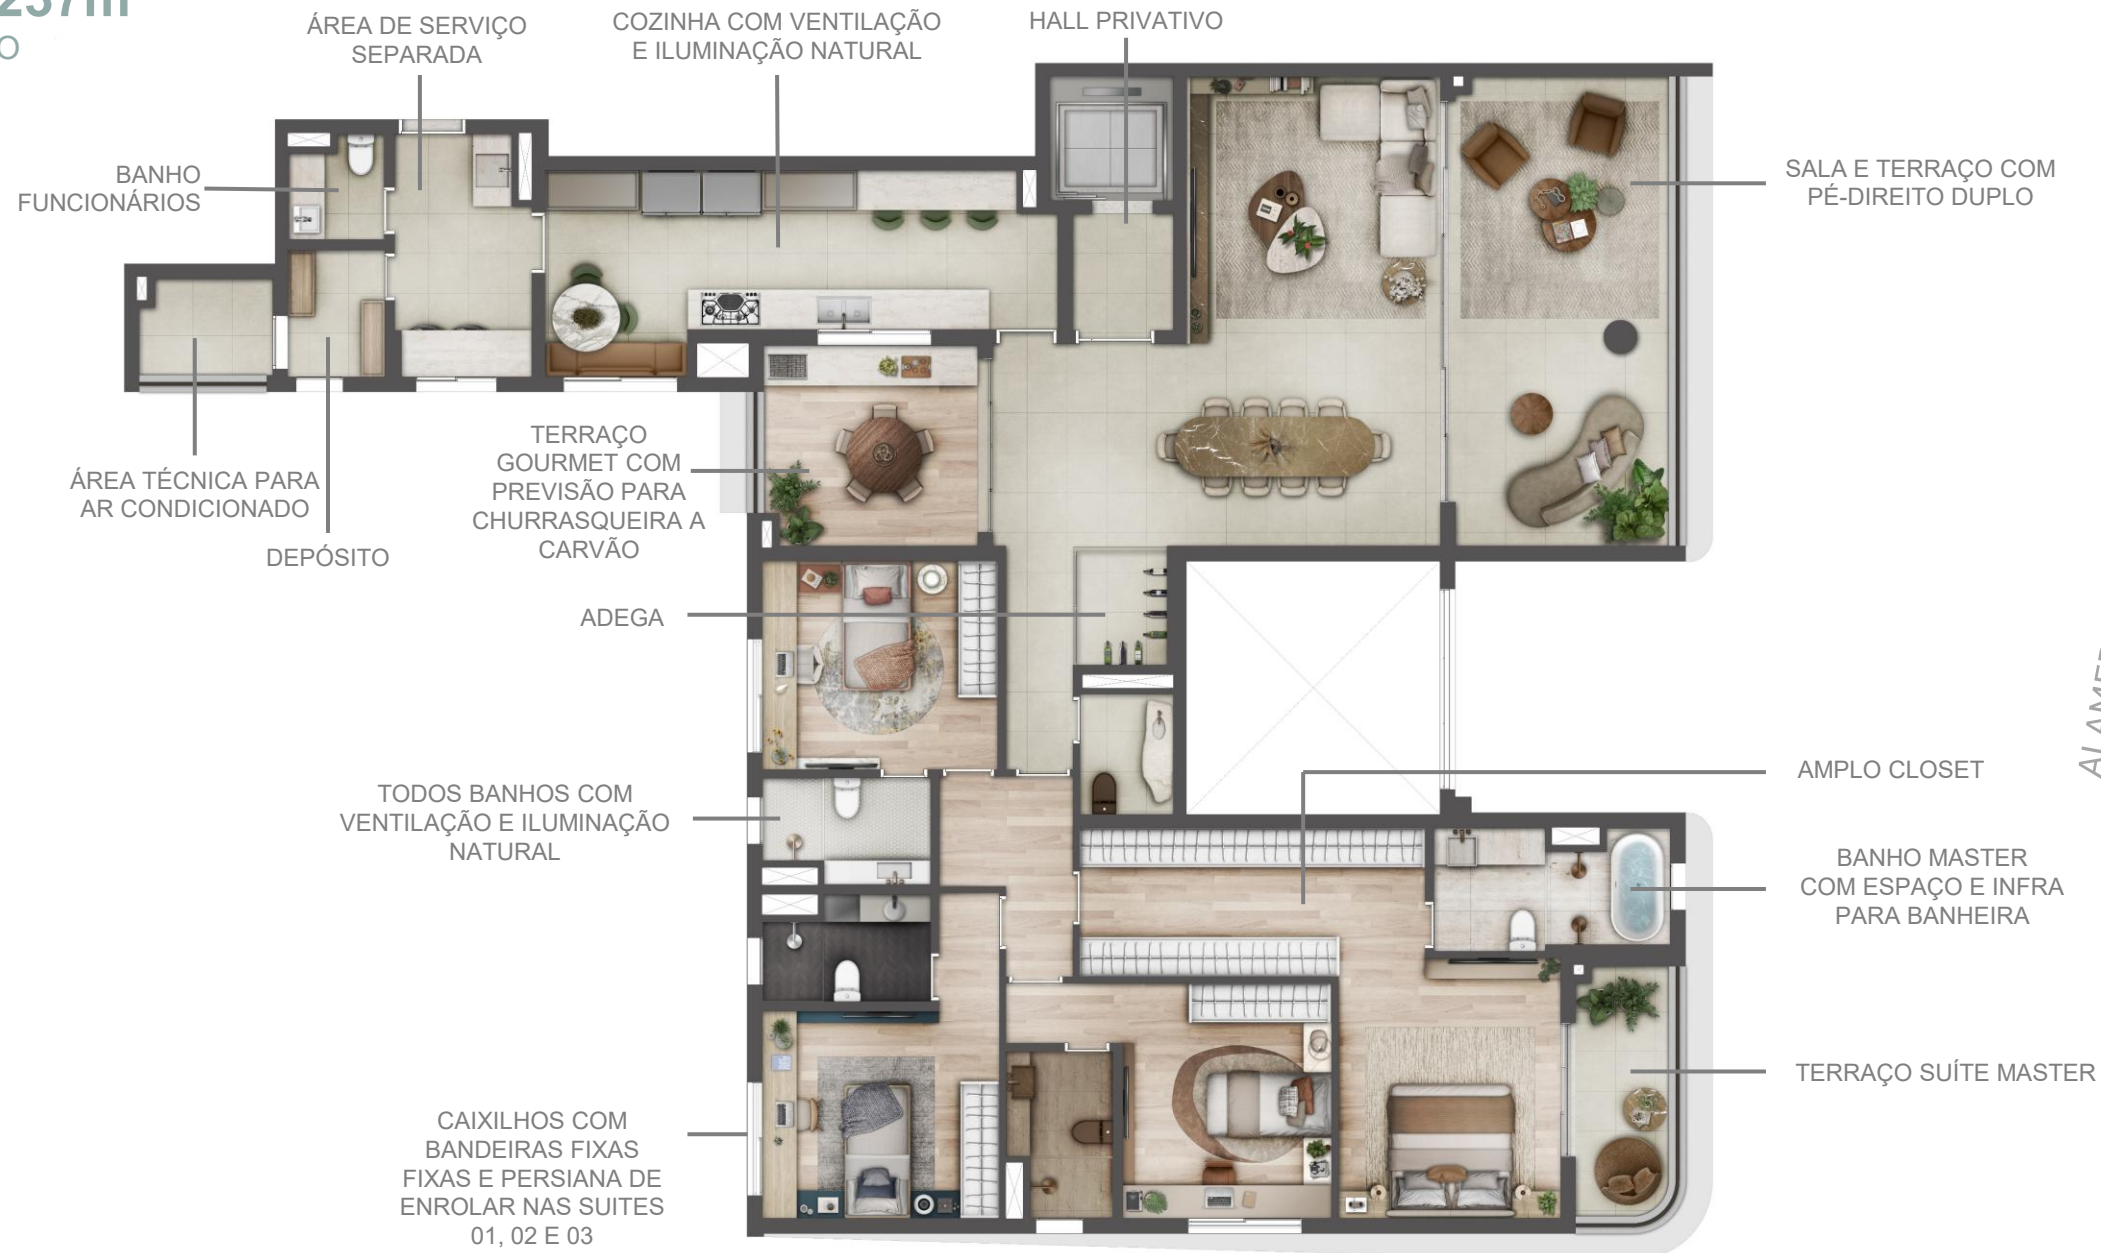 237m
O
ÁREA DE SERVIÇO
SEPARADA
COZINHA COM VENTILAÇÃO
E ILUMINAÇÃO NATURAL
HALL PRIVATIVO
BANHO
FUNCIONÁRIOS
SALA E TERRAÇO COM
PÉ-DIREITO DUPLO
ÁREA TÉCNICA PARA
AR CONDICIONADO
DEPÓSITO
TERRAÇO
GOURMET COM
PREVISÃO PARA
CHURRASQUEIRA A
CARVÃO
ADEGA
TODOS BANHOS COM
VENTILAÇÃO E ILUMINAÇÃO
NATURAL
AMPLO CLOSET
BANHO MASTER
COM ESPAÇO E INFRA
PARA BANHEIRA
TERRAÇO SUÍTE MASTER
CAIXILHOS COM
BANDEIRAS FIXAS
FIXAS E PERSIANA DE
ENROLAR NAS SUITES
01, 02 E 03